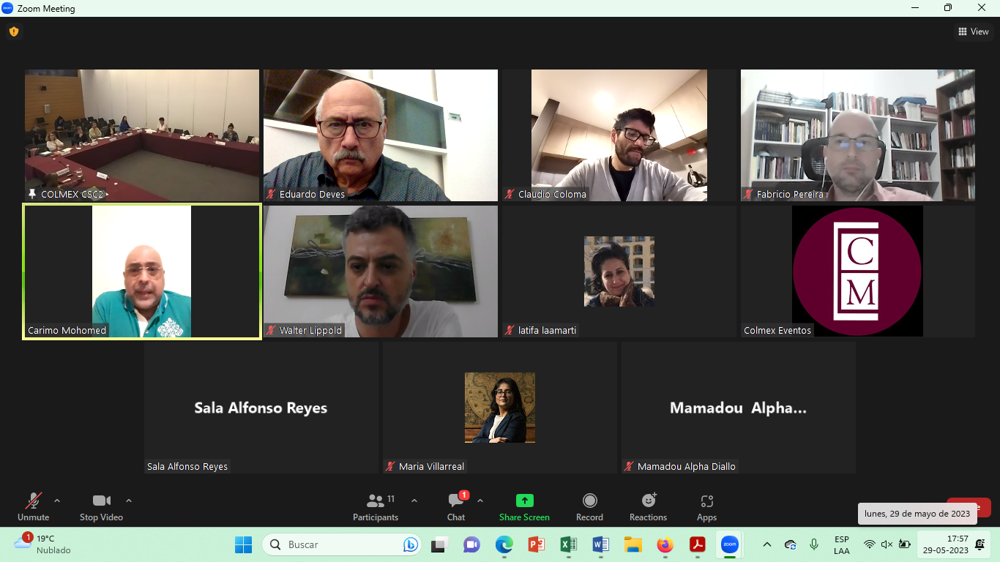 Zoom Meeting
View
COLMEX CSC2
Eduardo Deves
Claudio Coloma
Fabricio Pereira
Carimo Mohomed
Walter Lippold
latifa laamarti
C
M
Colmex Eventos
Sala Alfonso Reyes
Sala Alfonso Reyes
Maria Villarreal
Mamadou Alpha...
Mamadou Alpha Diallo
Unmute
Stop Video
Participants
11
Chat
1
Share Screen
Record
Reactions
Apps
lunes, 29 de mayo de 2023
1
19°C
Nublado
Buscar
zoom
ESP
LAA
17:57
29-05-2023